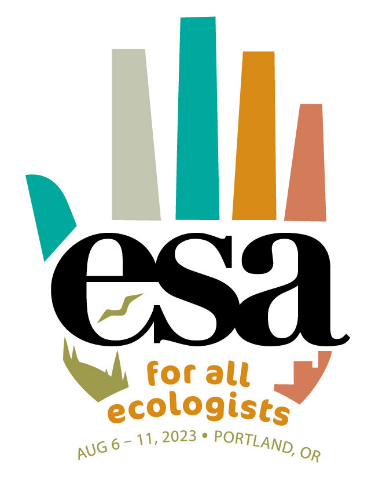 esa
for all
ecologists
AUG 6 – 11, 2023 • PORTLAND, OR